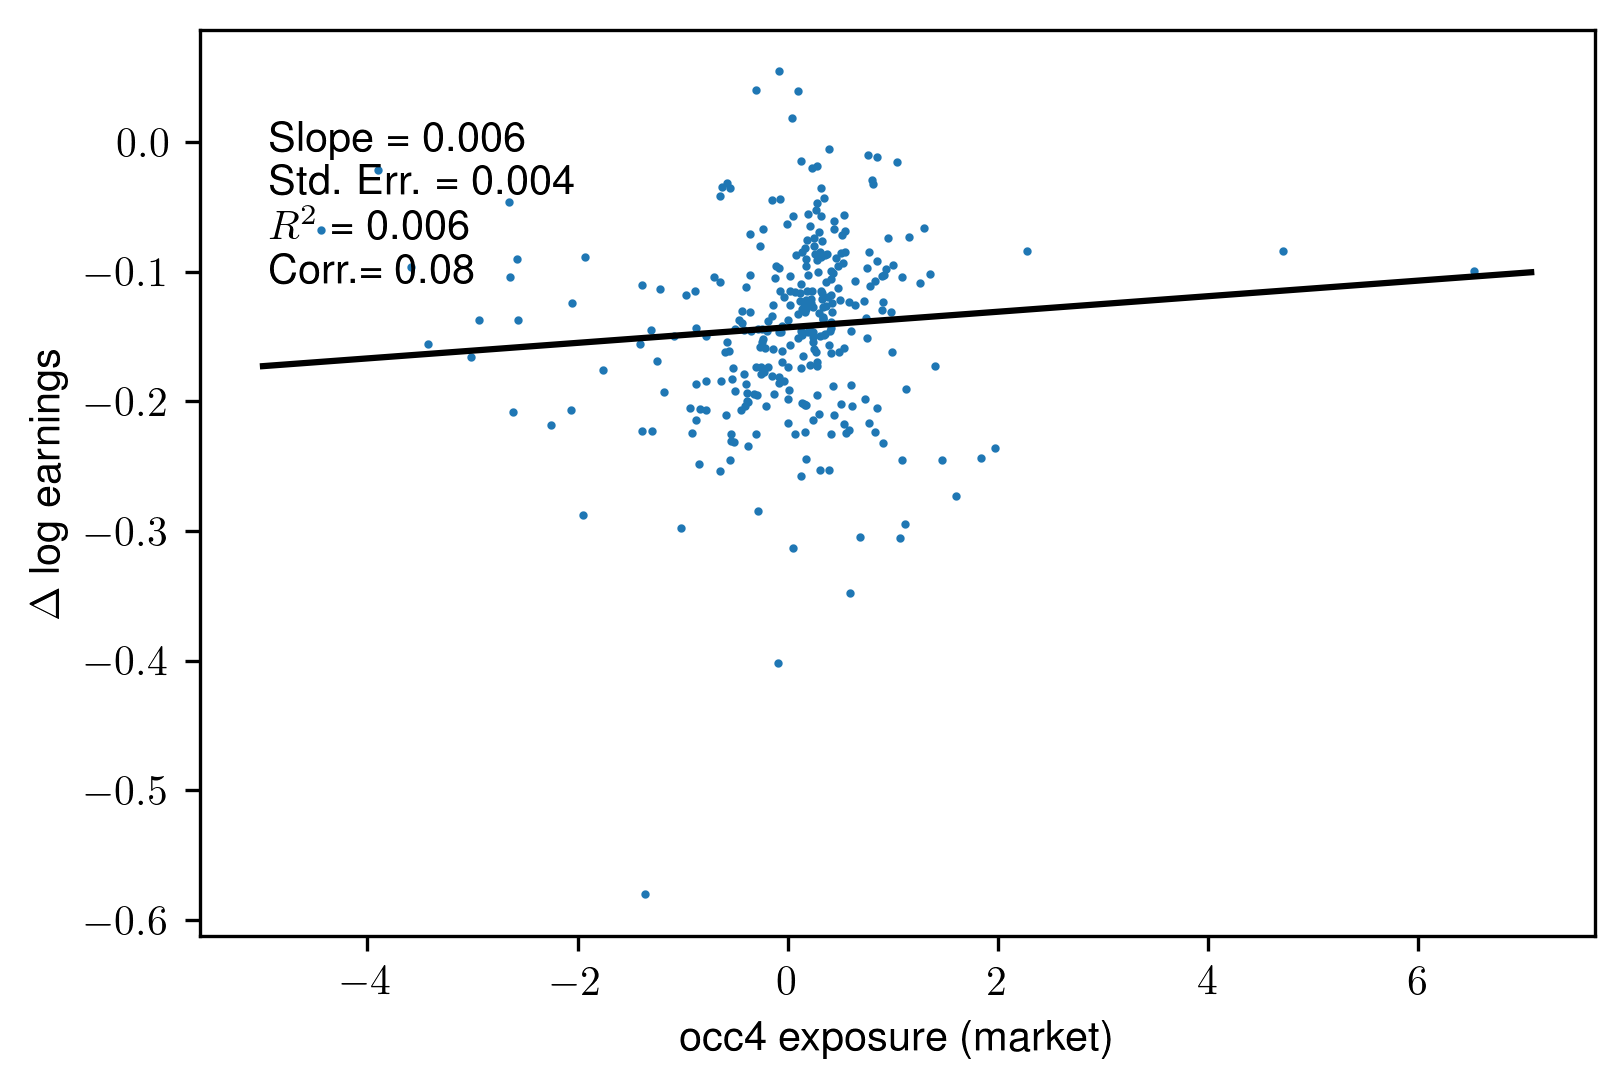 Slope = 0.006
Std. Err. = 0.004
R² = 0.006
Corr.= 0.08
0.0
−0.1
−0.2
−0.3
−0.4
−0.5
−0.6
Δ log earnings
−4 −2 0 2 4 6
occ4 exposure (market)